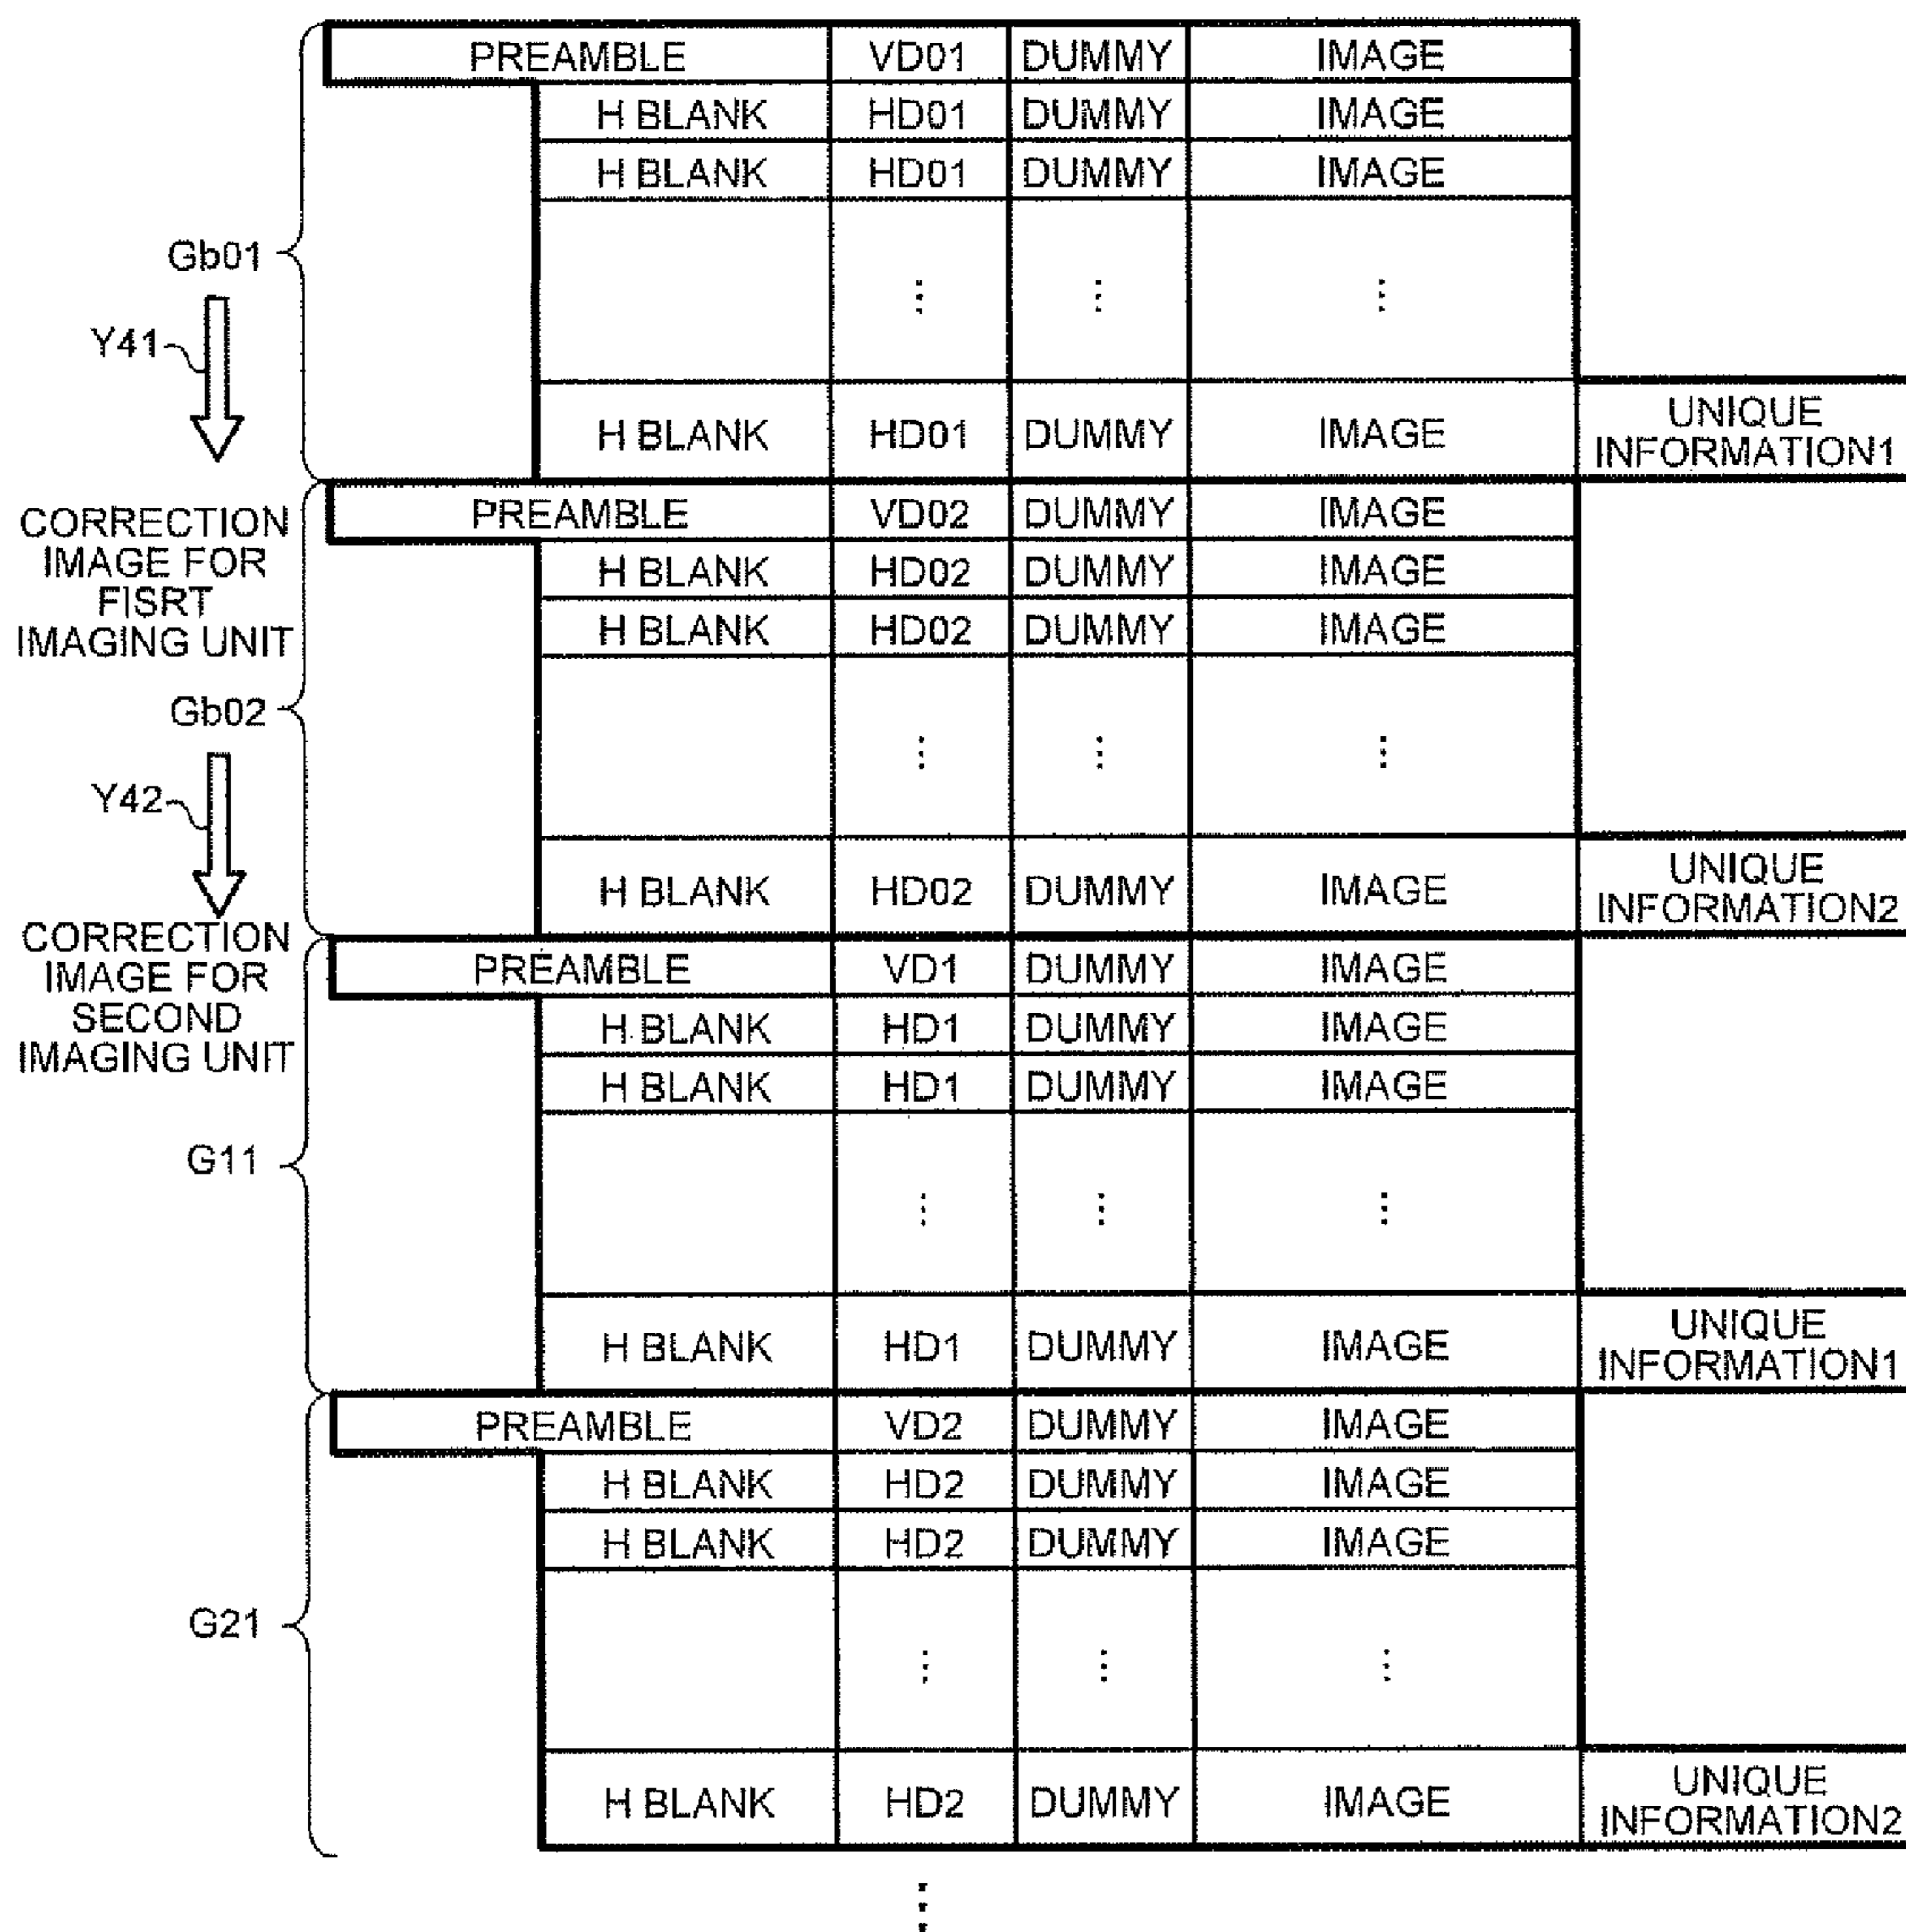 PREAMBLE VD01 DUMMY IMAGE
H BLANK HD01 DUMMY IMAGE
H BLANK HD01 DUMMY IMAGE
Gb01
⋮ ⋮ ⋮
Y41
H BLANK HD01 DUMMY IMAGE UNIQUE
INFORMATION1
PREAMBLE VD02 DUMMY IMAGE
CORRECTION
IMAGE FOR
FISRT
IMAGING UNIT
H BLANK HD02 DUMMY IMAGE
H BLANK HD02 DUMMY IMAGE
Gb02
⋮ ⋮ ⋮
Y42
H BLANK HD02 DUMMY IMAGE UNIQUE
INFORMATION2
CORRECTION
IMAGE FOR
SECOND
IMAGING UNIT
PREAMBLE VD1 DUMMY IMAGE
H BLANK HD1 DUMMY IMAGE
H BLANK HD1 DUMMY IMAGE
G11
⋮ ⋮ ⋮
H BLANK HD1 DUMMY IMAGE UNIQUE
INFORMATION1
PREAMBLE VD2 DUMMY IMAGE
H BLANK HD2 DUMMY IMAGE
H BLANK HD2 DUMMY IMAGE
G21
⋮ ⋮ ⋮
H BLANK HD2 DUMMY IMAGE UNIQUE
INFORMATION2
⋮